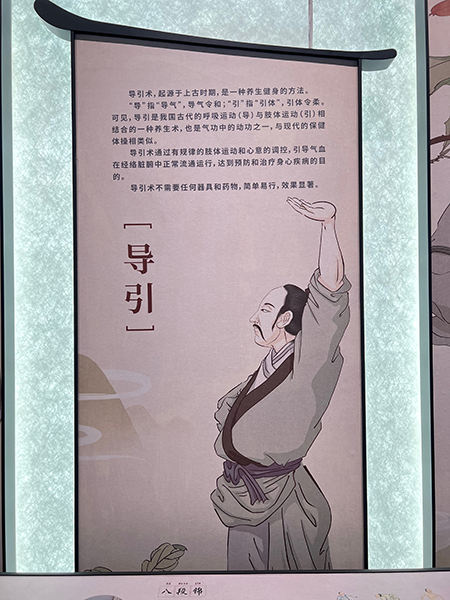 导引术，起源于上古时期，是一种养生健身的方法。
“导”指“导气”，导气令和；“引”指“引体”，引体令柔。
可见，导引是我国古代的呼吸运动（导）与肢体运动（引）相
结合的一种养生术，也是气功中的动功之一，与现代的保健
体操相类似。
导引术通过有规律的肢体运动和心意的调控，引导气血
在经络脏腑中正常流通运行，达到预防和治疗身心疾病的目
的。
导引术不需要任何器具和药物，简单易行，效果显著。
[导引]
八段锦